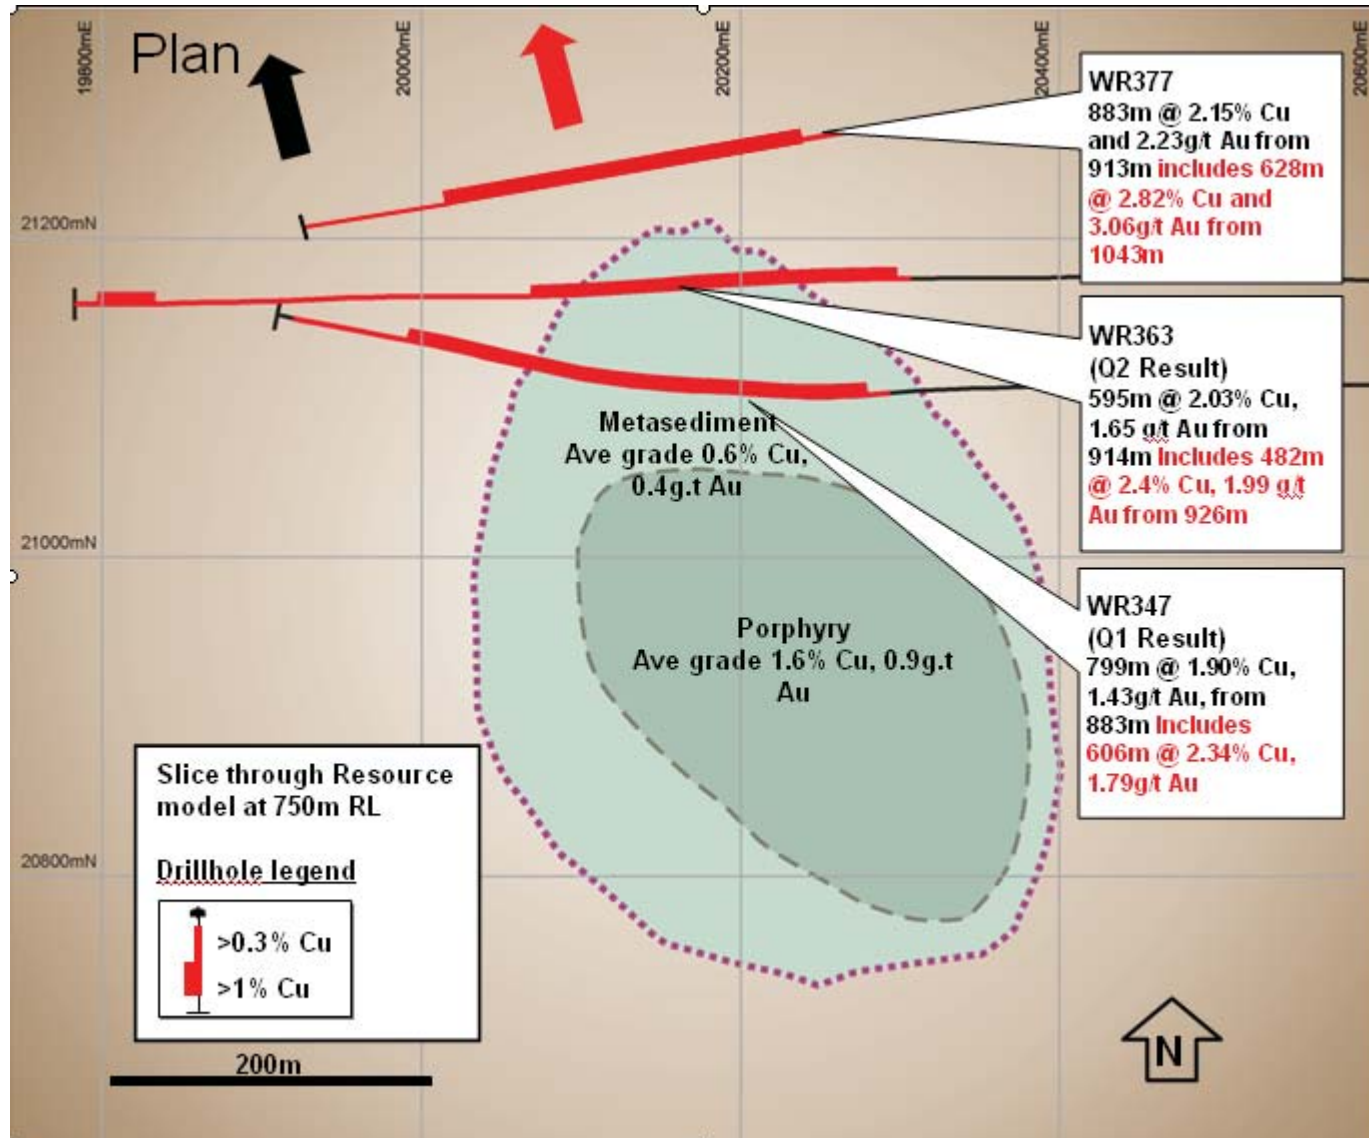 Plan
19800mE
20000mE
20200mE
20400mE
20600mE
21200mN
21000mN
20800mN
WR377
883m @ 2.15% Cu
and 2.23g/t Au from
913m includes 628m
@ 2.82% Cu and
3.06g/t Au from
1043m
WR363
(Q2 Result)
595m @ 2.03% Cu,
1.65 g/t Au from
914m Includes 482m
@ 2.4% Cu, 1.99 g/t
Au from 926m
WR347
(Q1 Result)
799m @ 1.90% Cu,
1.43g/t Au, from
883m Includes
606m @ 2.34% Cu,
1.79g/t Au
Metasediment
Ave grade 0.6% Cu,
0.4g.t Au
Porphyry
Ave grade 1.6% Cu, 0.9g.t
Au
Slice through Resource
model at 750m RL
Drillhole legend
>0.3% Cu
>1% Cu
200m
N